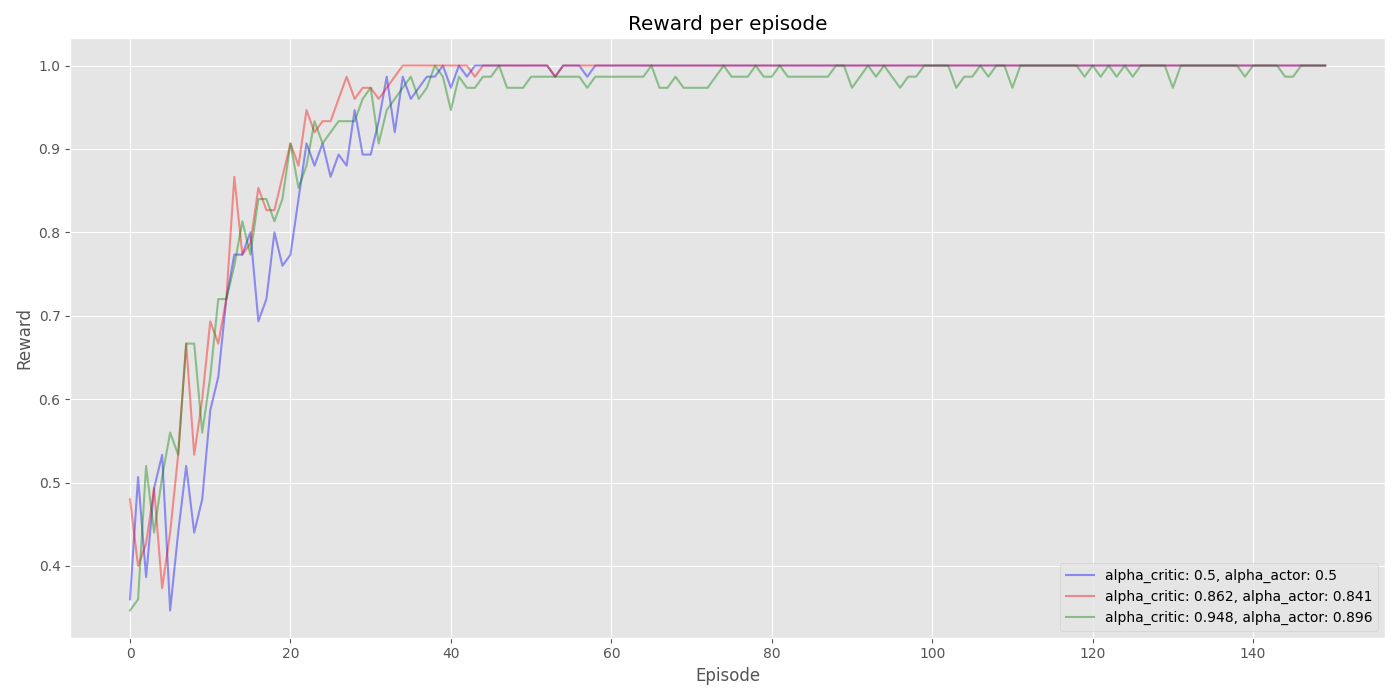 Reward per episode
1.0
0.9
0.8
0.7
0.6
0.5
0.4
Reward
0 20 40 60 80 100 120 140
Episode
alpha_critic: 0.5, alpha_actor: 0.5
alpha_critic: 0.862, alpha_actor: 0.841
alpha_critic: 0.948, alpha_actor: 0.896